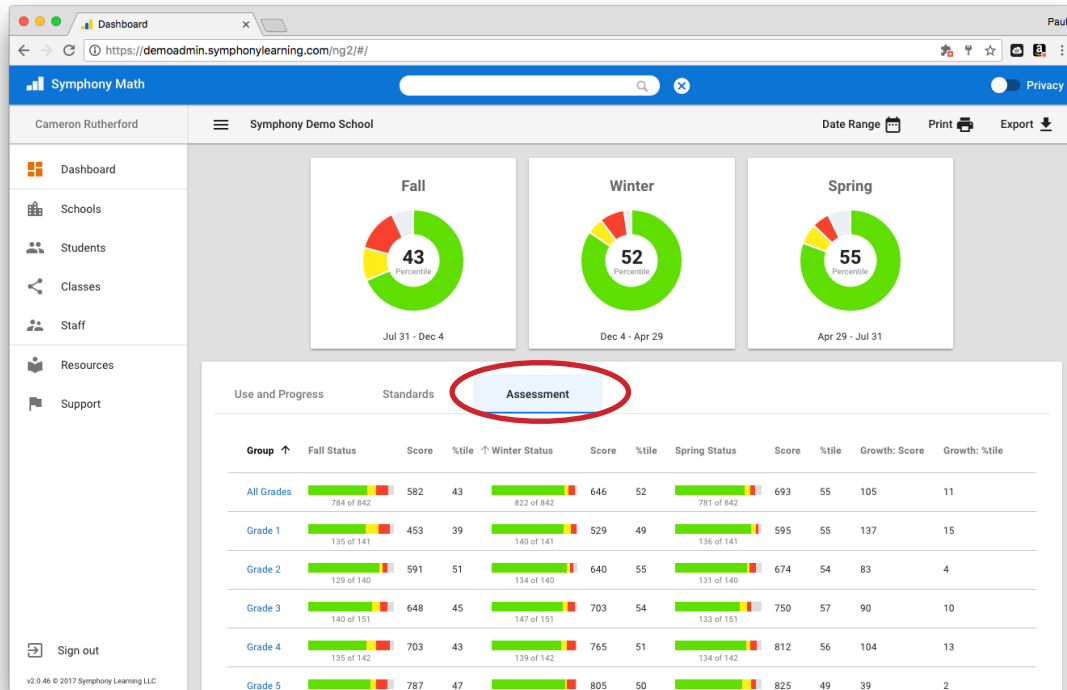 Dashboard
Paul
https://demoadmin.symphonylearning.com/ng2/#/
Symphony Math
Privacy
Cameron Rutherford
Symphony Demo School
Date Range
Print
Export
Dashboard
Schools
Students
Classes
Staff
Resources
Support
Sign out
v2.0.46 © 2017 Symphony Learning LLC
Fall
43
Percentile
Jul 31 - Dec 4
Winter
52
Percentile
Dec 4 - Apr 29
Spring
55
Percentile
Apr 29 - Jul 31
Use and Progress Standards Assessment
Group Fall Status Score %tile Winter Status Score %tile Spring Status Score %tile Growth: Score Growth: %tile
All Grades 582 43 646 52 693 55 105 11
784 of 842 822 of 842 781 of 842
Grade 1 453 39 529 49 595 55 137 15
135 of 141 140 of 141 136 of 141
Grade 2 591 51 640 55 674 54 83 4
129 of 140 134 of 140 131 of 140
Grade 3 648 45 703 54 750 57 90 10
140 of 151 147 of 151 133 of 151
Grade 4 703 43 765 51 812 56 104 13
135 of 142 139 of 142 134 of 142
Grade 5 787 47 805 50 825 49 39 2